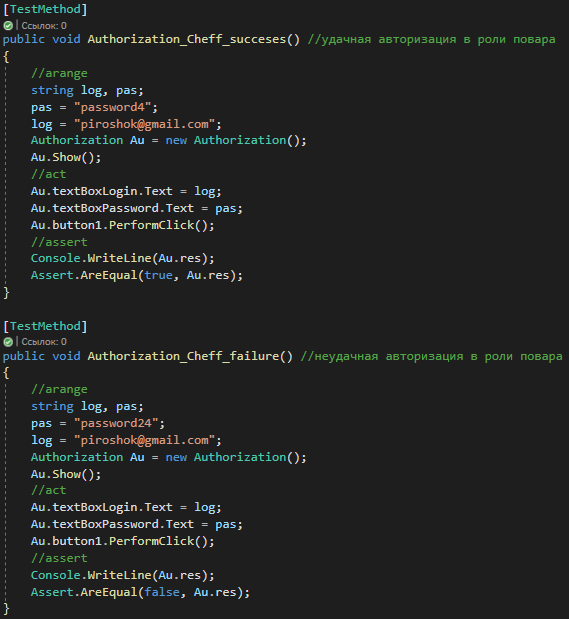 [TestMethod]
| Ссылок: 0
public void Authorization_Cheff_succeses() //удачная авторизация в роли повара
{
//arange
string log, pas;
pas = "password4";
log = "piroshok@gmail.com";
Authorization Au = new Authorization();
Au.Show();
//act
Au.textBoxLogin.Text = log;
Au.textBoxPassword.Text = pas;
Au.button1.PerformClick();
//assert
Console.WriteLine(Au.res);
Assert.AreEqual(true, Au.res);
}
[TestMethod]
| Ссылок: 0
public void Authorization_Cheff_failure() //неудачная авторизация в роли повара
{
//arange
string log, pas;
pas = "password24";
log = "piroshok@gmail.com";
Authorization Au = new Authorization();
Au.Show();
//act
Au.textBoxLogin.Text = log;
Au.textBoxPassword.Text = pas;
Au.button1.PerformClick();
//assert
Console.WriteLine(Au.res);
Assert.AreEqual(false, Au.res);
}